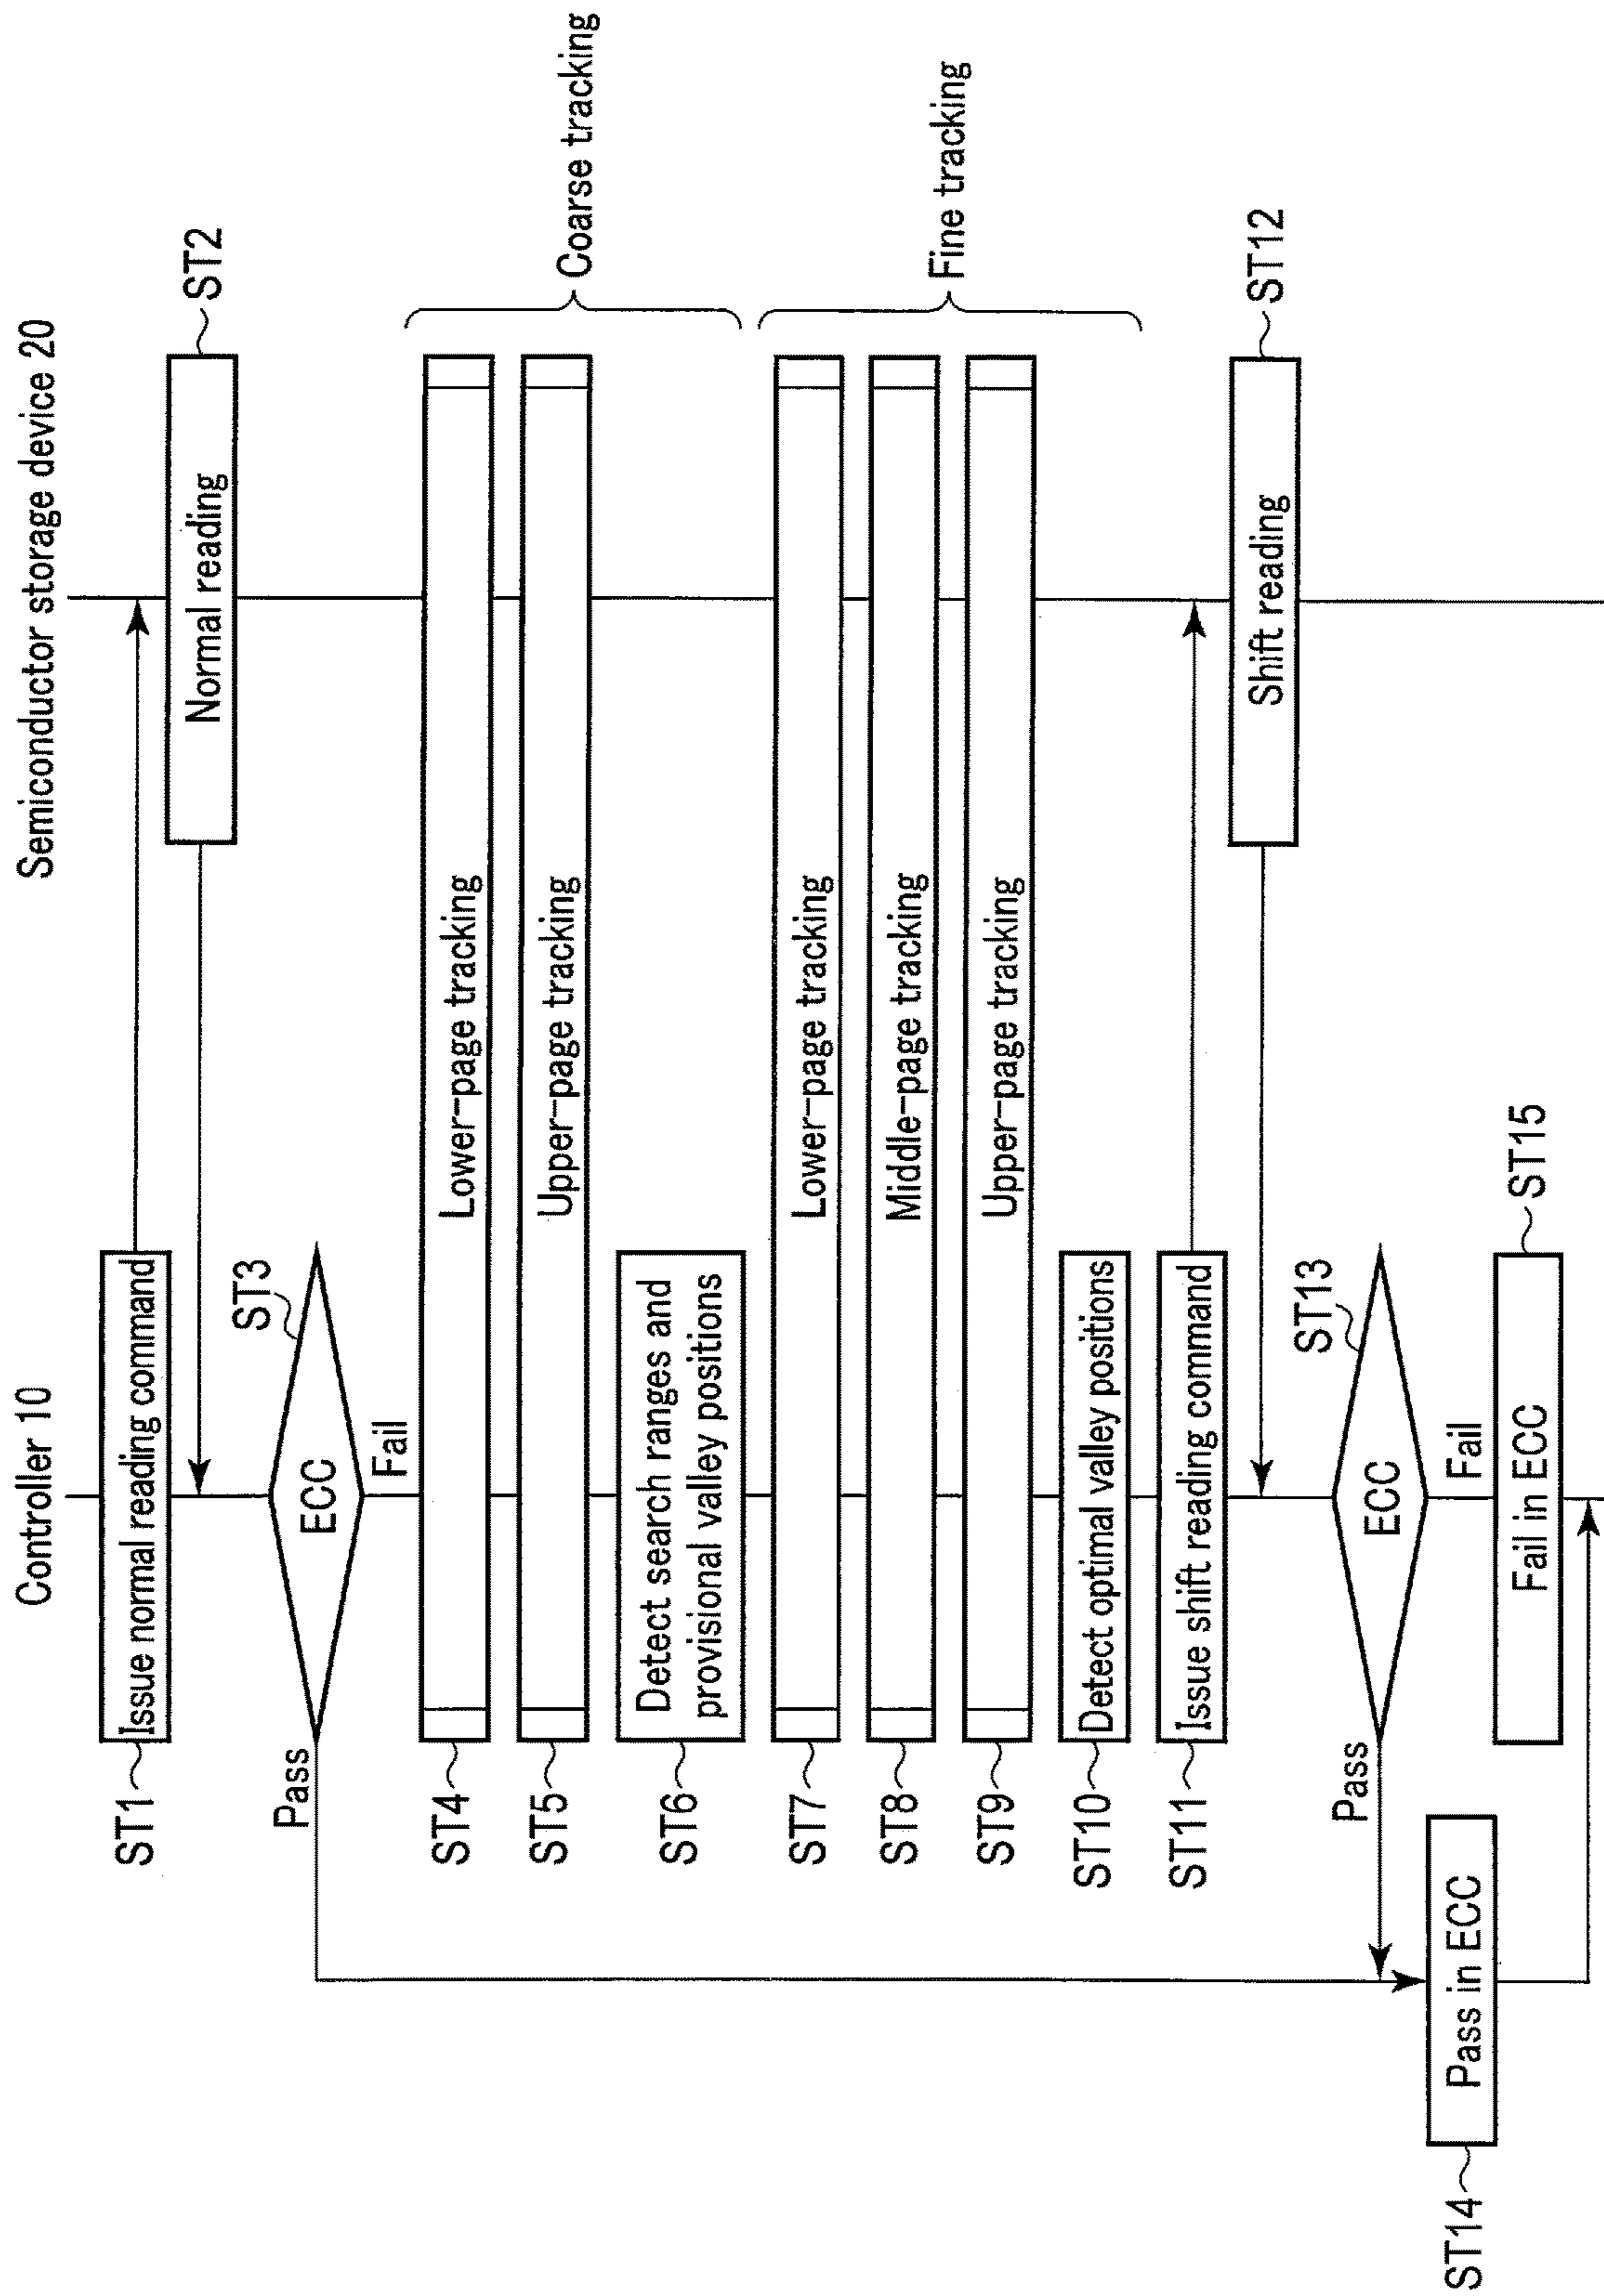 Controller 10
Semiconductor storage device 20
ST1
Issue normal reading command
Normal reading
ST2
ST3
ECC
Pass
Fail
ST4
Lower-page tracking
ST5
Upper-page tracking
Coarse tracking
ST6
Detect search ranges and
provisional valley positions
ST7
Lower-page tracking
ST8
Middle-page tracking
Fine tracking
ST9
Upper-page tracking
ST10
Detect optimal valley positions
ST11
Issue shift reading command
Shift reading
ST12
ST13
ECC
Pass
Fail
ST14
Pass in ECC
Fail in ECC
ST15